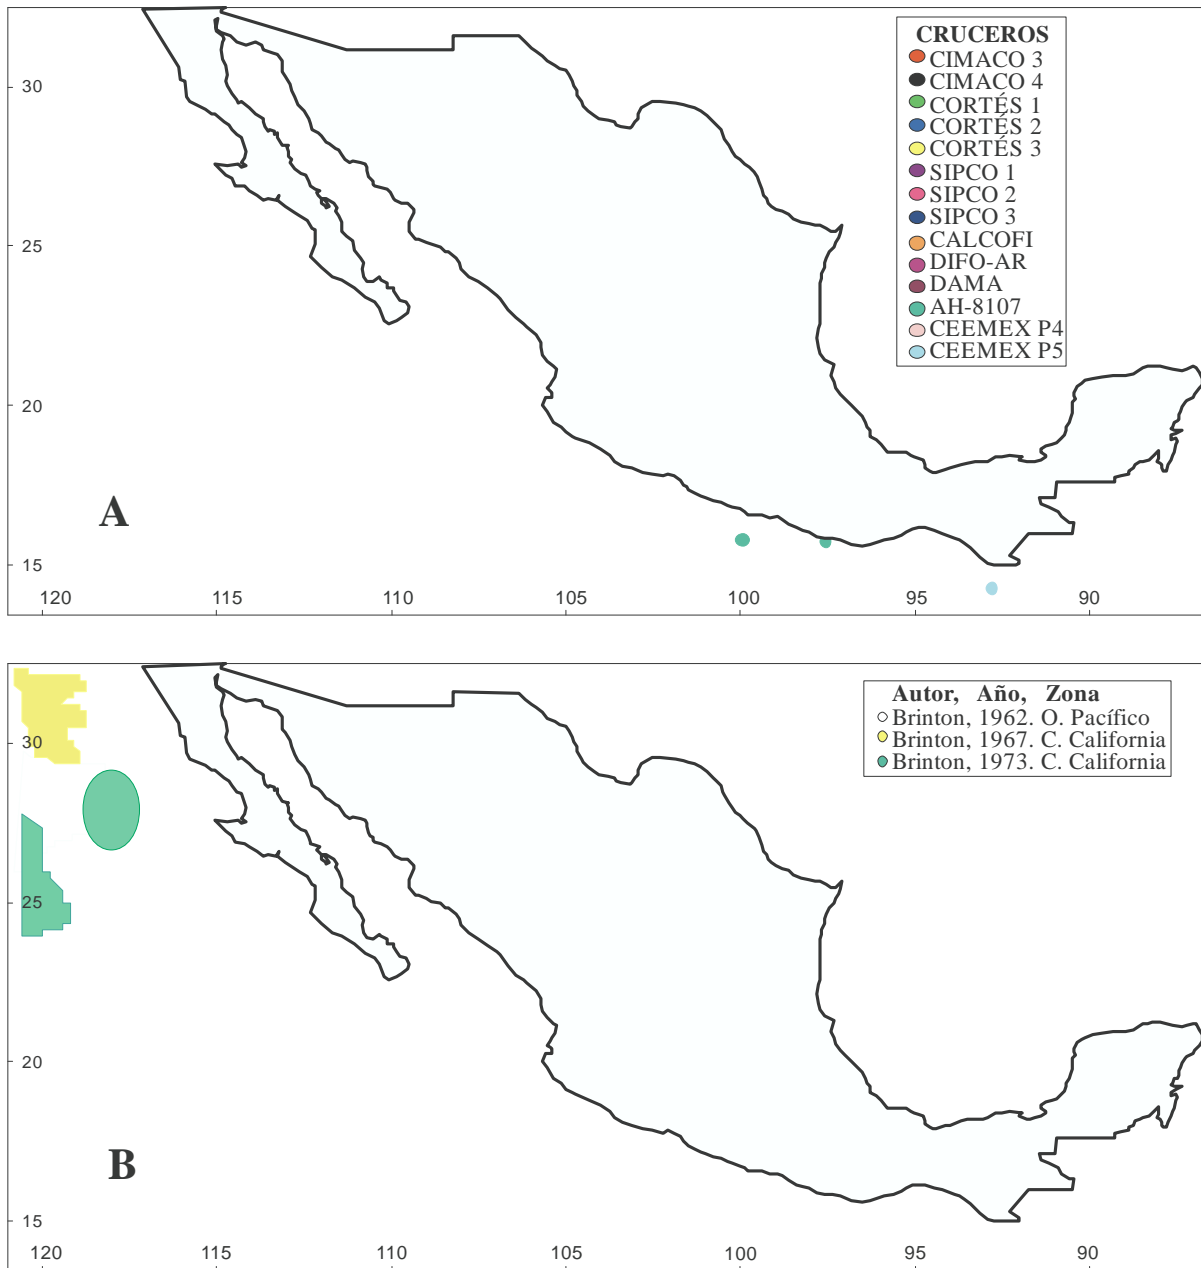 CRUCEROS
CIMACO 3
CIMACO 4
CORTÉS 1
CORTÉS 2
CORTÉS 3
SIPCO 1
SIPCO 2
SIPCO 3
CALCOFI
DIFO-AR
DAMA
AH-8107
CEEMEX P4
CEEMEX P5
30
25
20
A
15
120 115 110 105 100 95 90
Autor, Año, Zona
Brinton, 1962. O. Pacífico
Brinton, 1967. C. California
Brinton, 1973. C. California
30
25
20
B
15
120 115 110 105 100 95 90